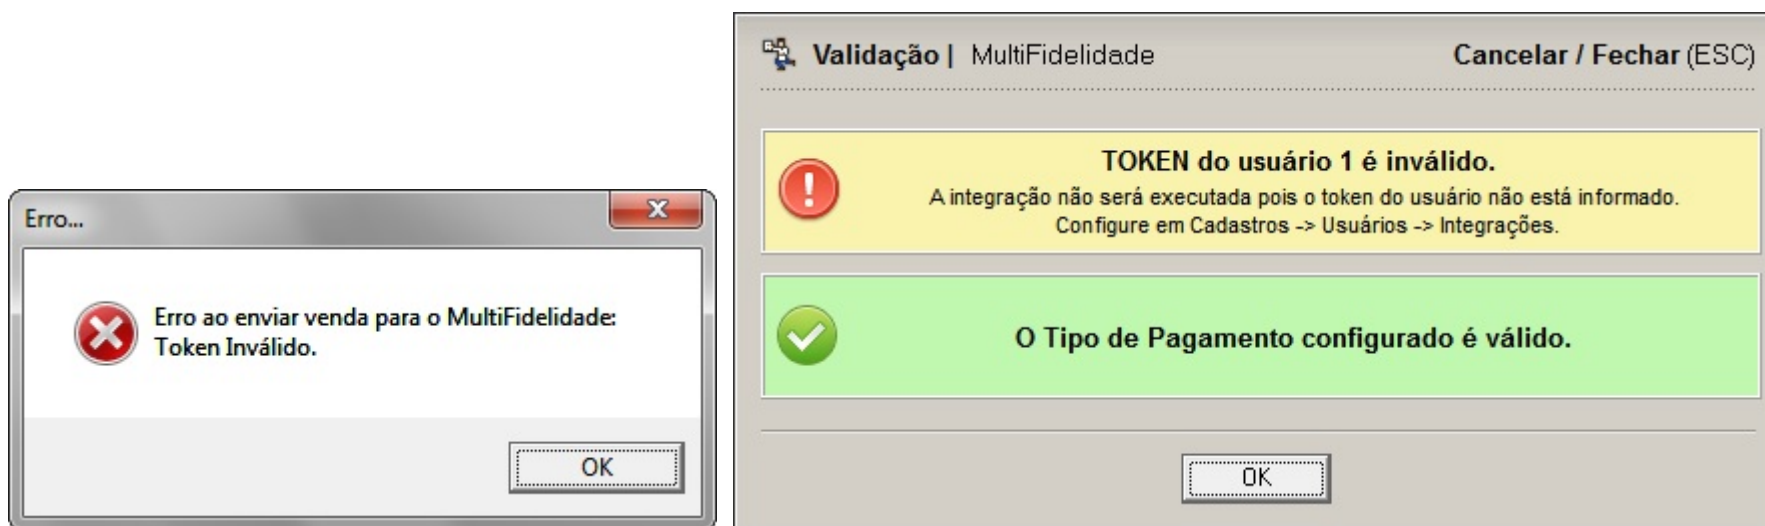 Erro...
Erro ao enviar venda para o MultiFidelidade:
Token Inválido.
OK
Validação | MultiFidelidade
Cancelar / Fechar (ESC)
TOKEN do usuário 1 é inválido.
A integração não será executada pois o token do usuário não está informado.
Configure em Cadastros -> Usuários -> Integrações.
O Tipo de Pagamento configurado é válido.
OK